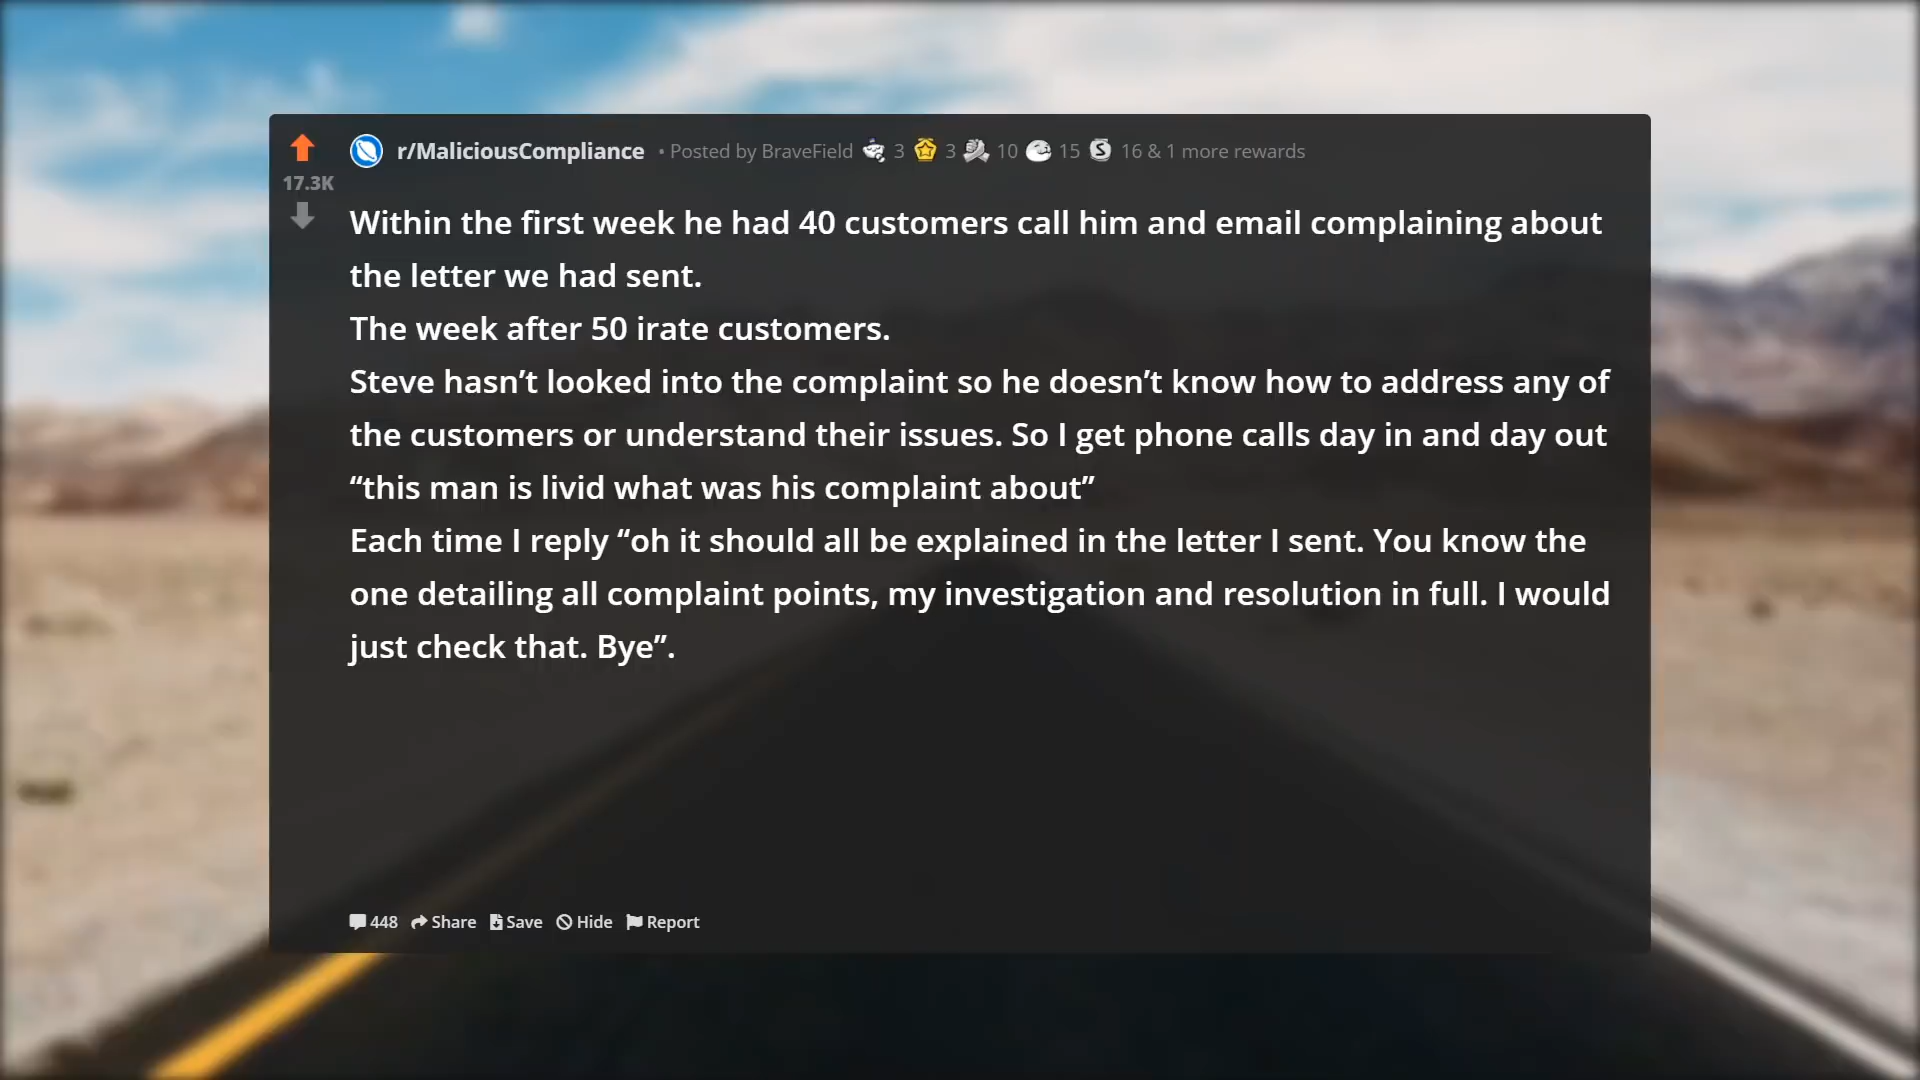 r/MaliciousCompliance • Posted by BraveField 3 3 10 15 16 & 1 more rewards
17.3K
Within the first week he had 40 customers call him and email complaining about
the letter we had sent.
The week after 50 irate customers.
Steve hasn’t looked into the complaint so he doesn’t know how to address any of
the customers or understand their issues. So I get phone calls day in and day out
“this man is livid what was his complaint about”
Each time I reply “oh it should all be explained in the letter I sent. You know the
one detailing all complaint points, my investigation and resolution in full. I would
just check that. Bye”.
448 Share Save Hide Report